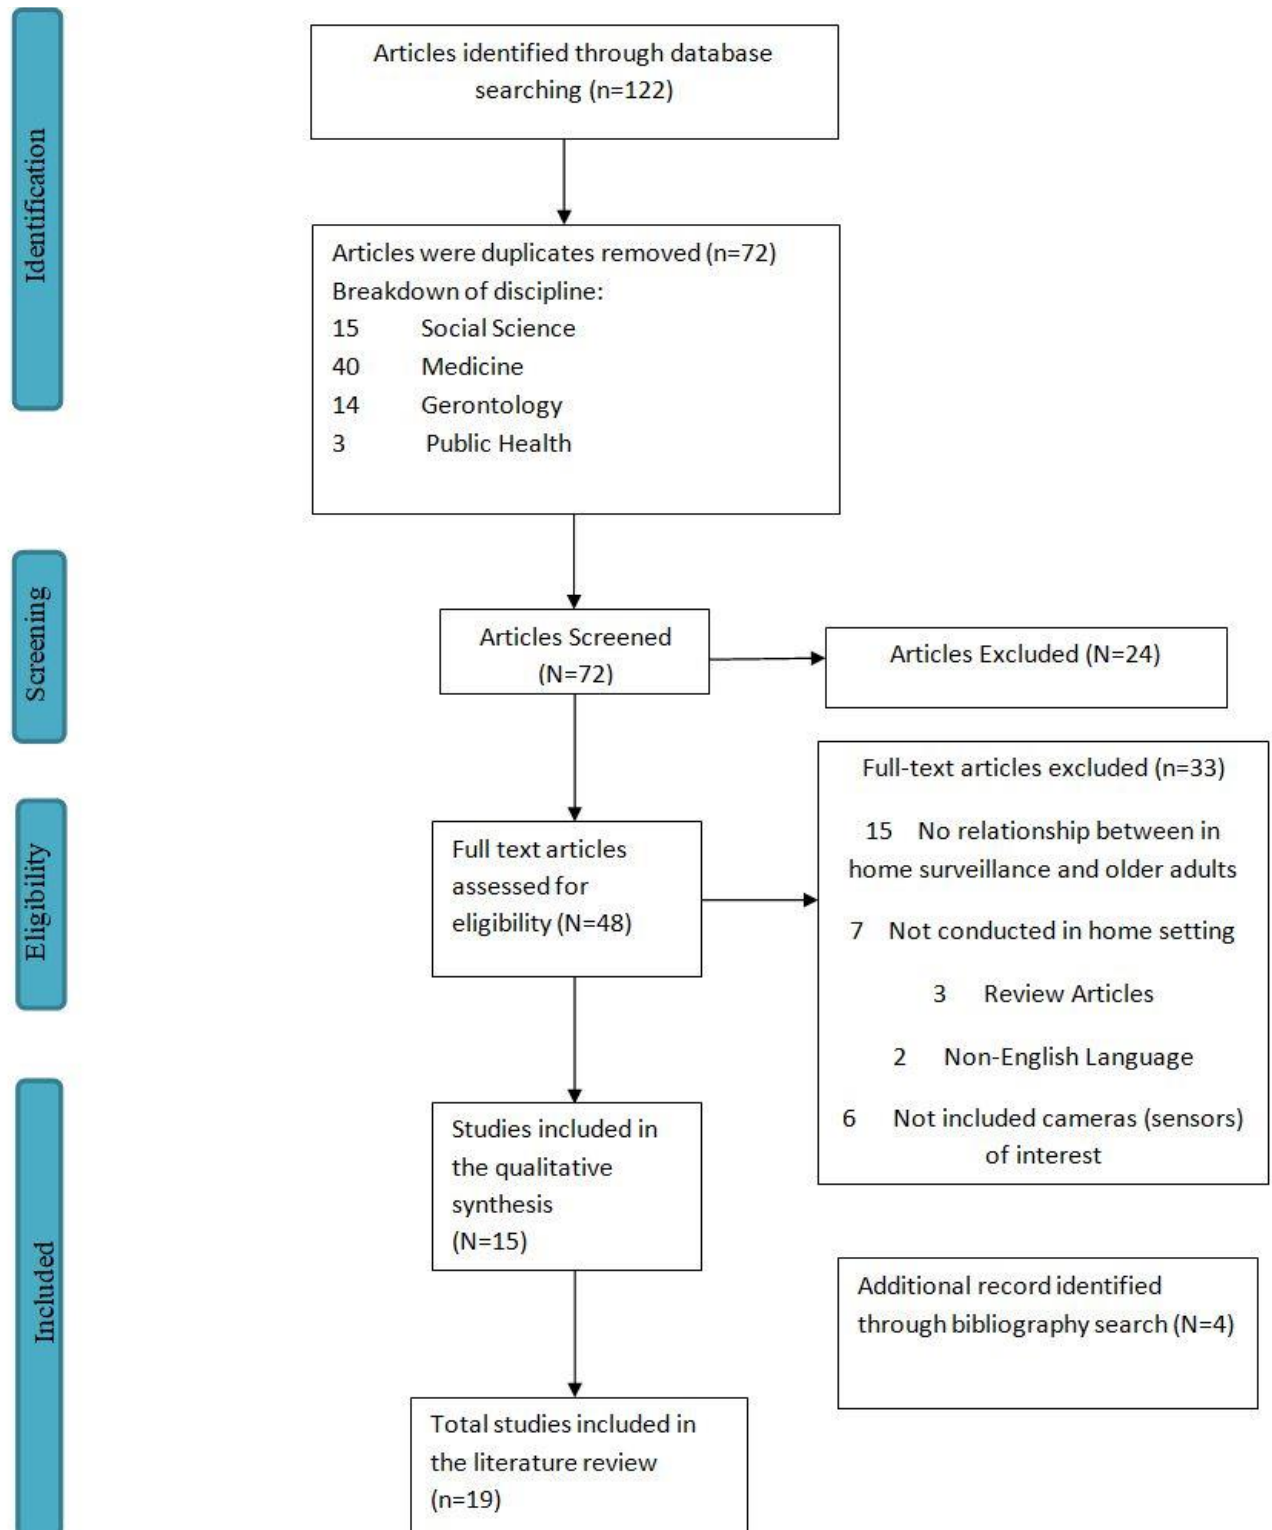 Identification
Articles identified through database
searching (n=122)
Articles were duplicates removed (n=72)
Breakdown of discipline:
15 Social Science
40 Medicine
14 Gerontology
3 Public Health
Screening
Articles Screened
(N=72)
Articles Excluded (N=24)
Eligibility
Full text articles
assessed for
eligibility (N=48)
Full-text articles excluded (n=33)
15 No relationship between in
home surveillance and older adults
7 Not conducted in home setting
3 Review Articles
2 Non-English Language
6 Not included cameras (sensors)
of interest
Included
Studies included in
the qualitative
synthesis
(N=15)
Additional record identified
through bibliography search (N=4)
Total studies included in
the literature review
(n=19)